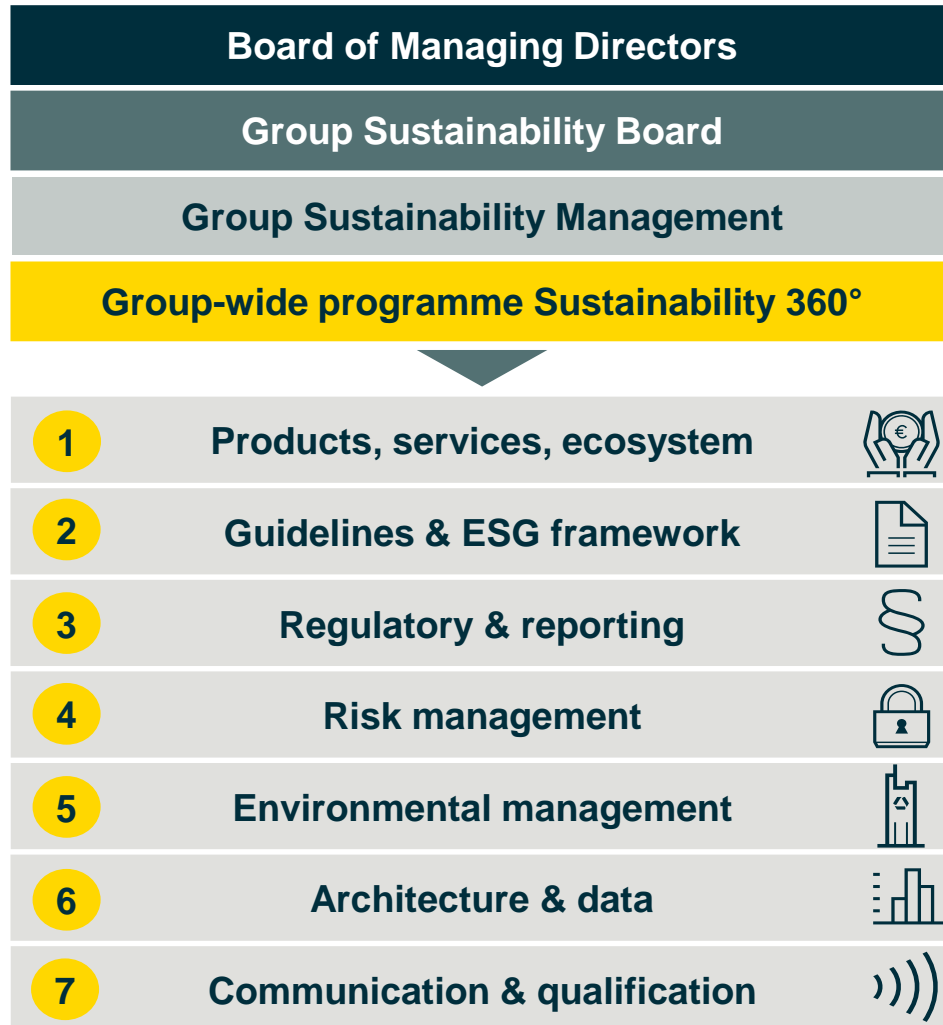 Board of Managing Directors
Group Sustainability Board
Group Sustainability Management
Group-wide programme Sustainability 360°
1 Products, services, ecosystem €
2 Guidelines & ESG framework
3 Regulatory & reporting §
4 Risk management
5 Environmental management
6 Architecture & data
7 Communication & qualification